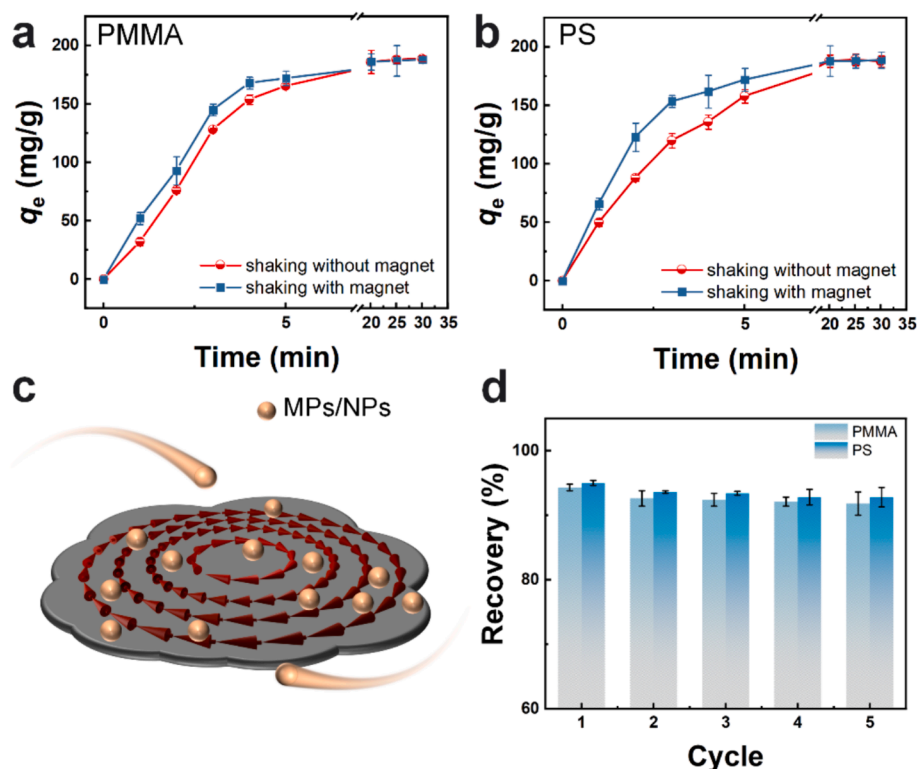 a PMMA
200
150
100
50
0
qe (mg/g)
shaking without magnet
shaking with magnet
0 5 20 25 30 35
Time (min)
b PS
200
150
100
50
0
qe (mg/g)
shaking without magnet
shaking with magnet
0 5 20 25 30 35
Time (min)
c
MPs/NPs
d
PMMA
PS
100
80
60
Recovery (%)
1 2 3 4 5
Cycle